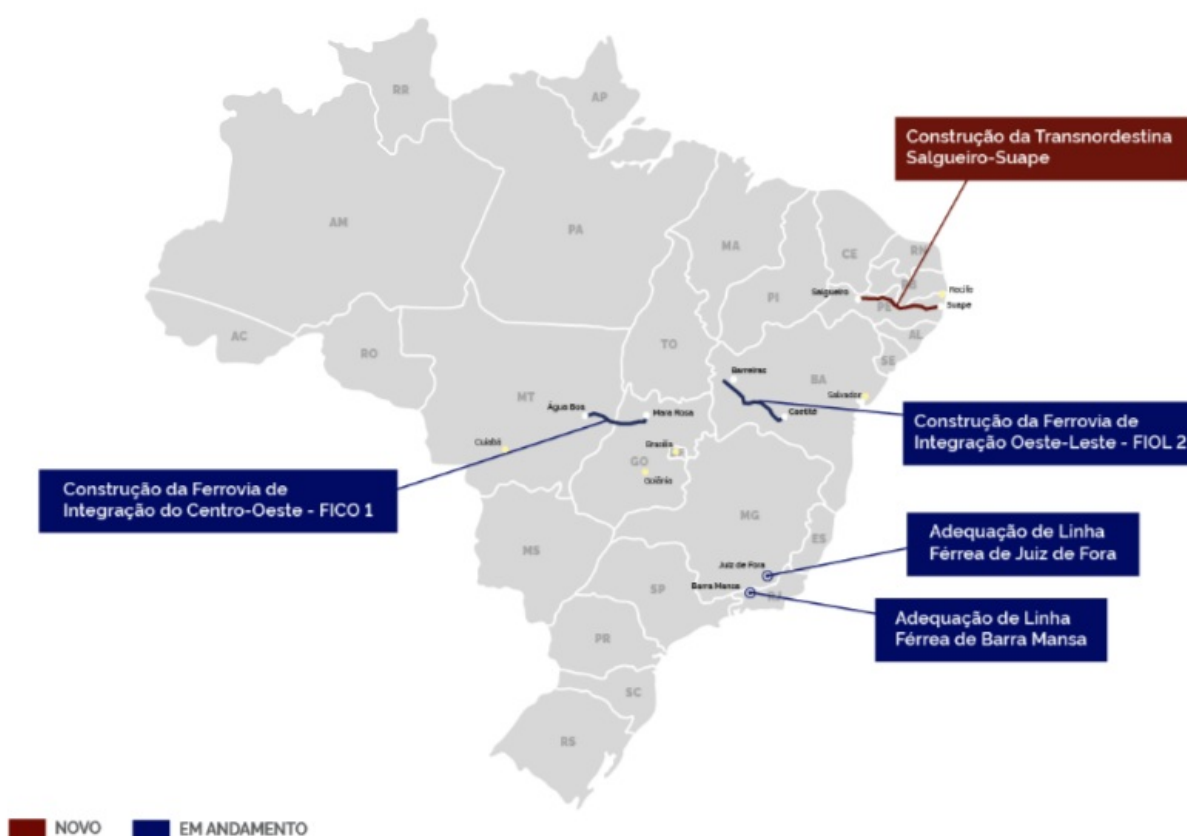 RR
AP
Construção da Transnordestina
Salgueiro-Suape
AM
PA
MA
CE
RN
PB
Recife
Salgueiro
PE
Suape
PI
AC
RO
TO
AL
SE
Barreiras
BA
MT
Salvador
Água Boa
Mara Rosa
Caetité
Construção da Ferrovia de
Integração Oeste-Leste - FIOL 2
Cuiabá
Brasília
GO
Goiânia
Construção da Ferrovia de
Integração do Centro-Oeste - FICO 1
MG
MS
ES
Adequação de Linha
Férrea de Juiz de Fora
Juiz de Fora
SP
Barra Mansa
RJ
Adequação de Linha
Férrea de Barra Mansa
PR
SC
RS
NOVO
EM ANDAMENTO